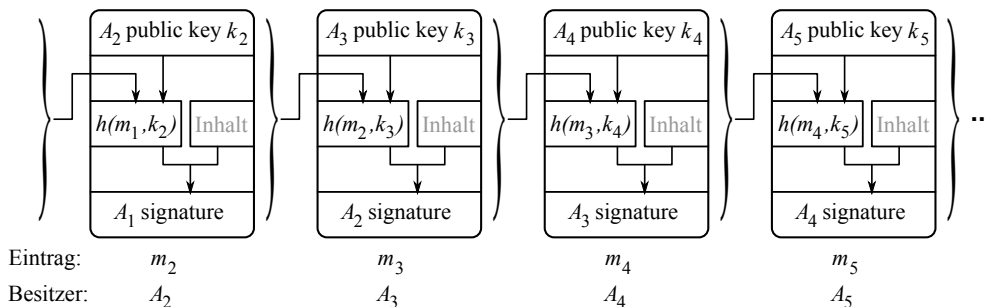 A₂ public key k₂ A₃ public key k₃ A₄ public key k₄ A₅ public key k₅
h(m₁,k₂) Inhalt h(m₂,k₃) Inhalt h(m₃,k₄) Inhalt h(m₄,k₅) Inhalt ...
A₁ signature A₂ signature A₃ signature A₄ signature
Eintrag: m₂ m₃ m₄ m₅
Besitzer: A₂ A₃ A₄ A₅